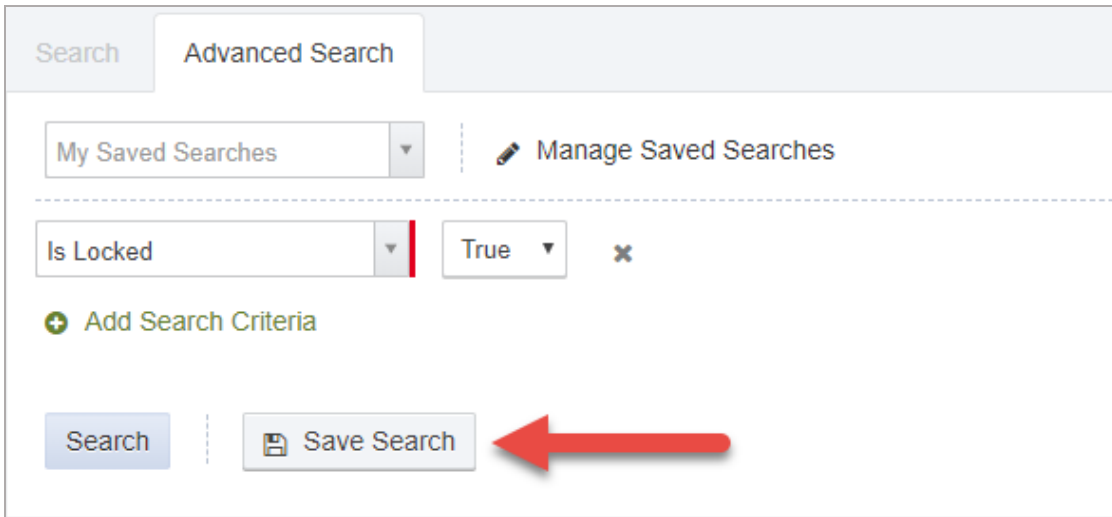 Search Advanced Search
My Saved Searches Manage Saved Searches
Is Locked True
Add Search Criteria
Search Save Search